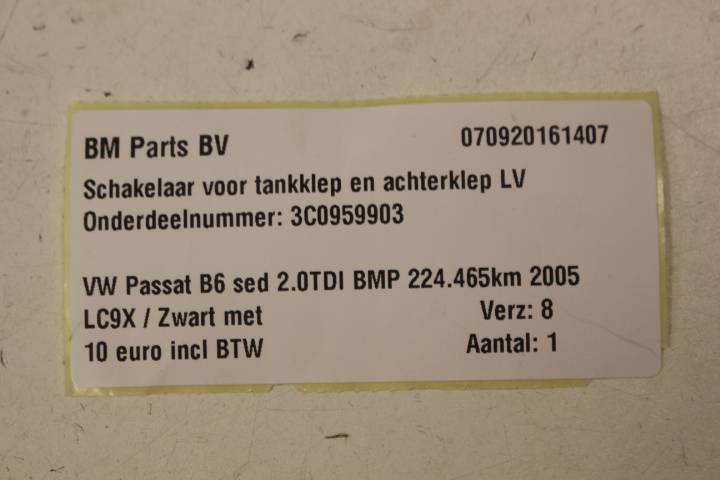 BM Parts BV 070920161407
Schakelaar voor tankklep en achterklep LV
Onderdeelnummer: 3C0959903
VW Passat B6 sed 2.0TDI BMP 224.465km 2005
LC9X / Zwart met Verz: 8
10 euro incl BTW Aantal: 1